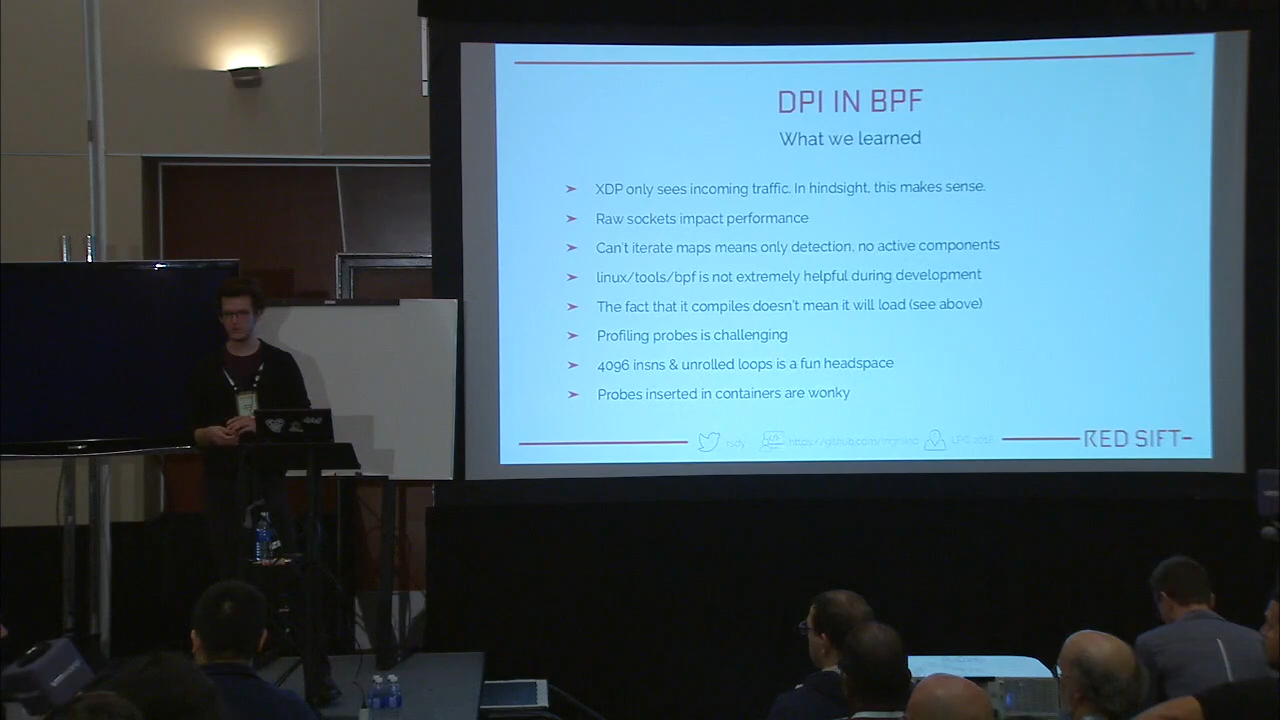 DPI IN BPF
What we learned
➤ XDP only sees incoming traffic. In hindsight, this makes sense.
➤ Raw sockets impact performance
➤ Can't iterate maps means only detection, no active components
➤ linux/tools/bpf is not extremely helpful during development
➤ The fact that it compiles doesn't mean it will load (see above)
➤ Profiling probes is challenging
➤ 4096 insns & unrolled loops is a fun headspace
➤ Probes inserted in containers are wonky
RED SIFT